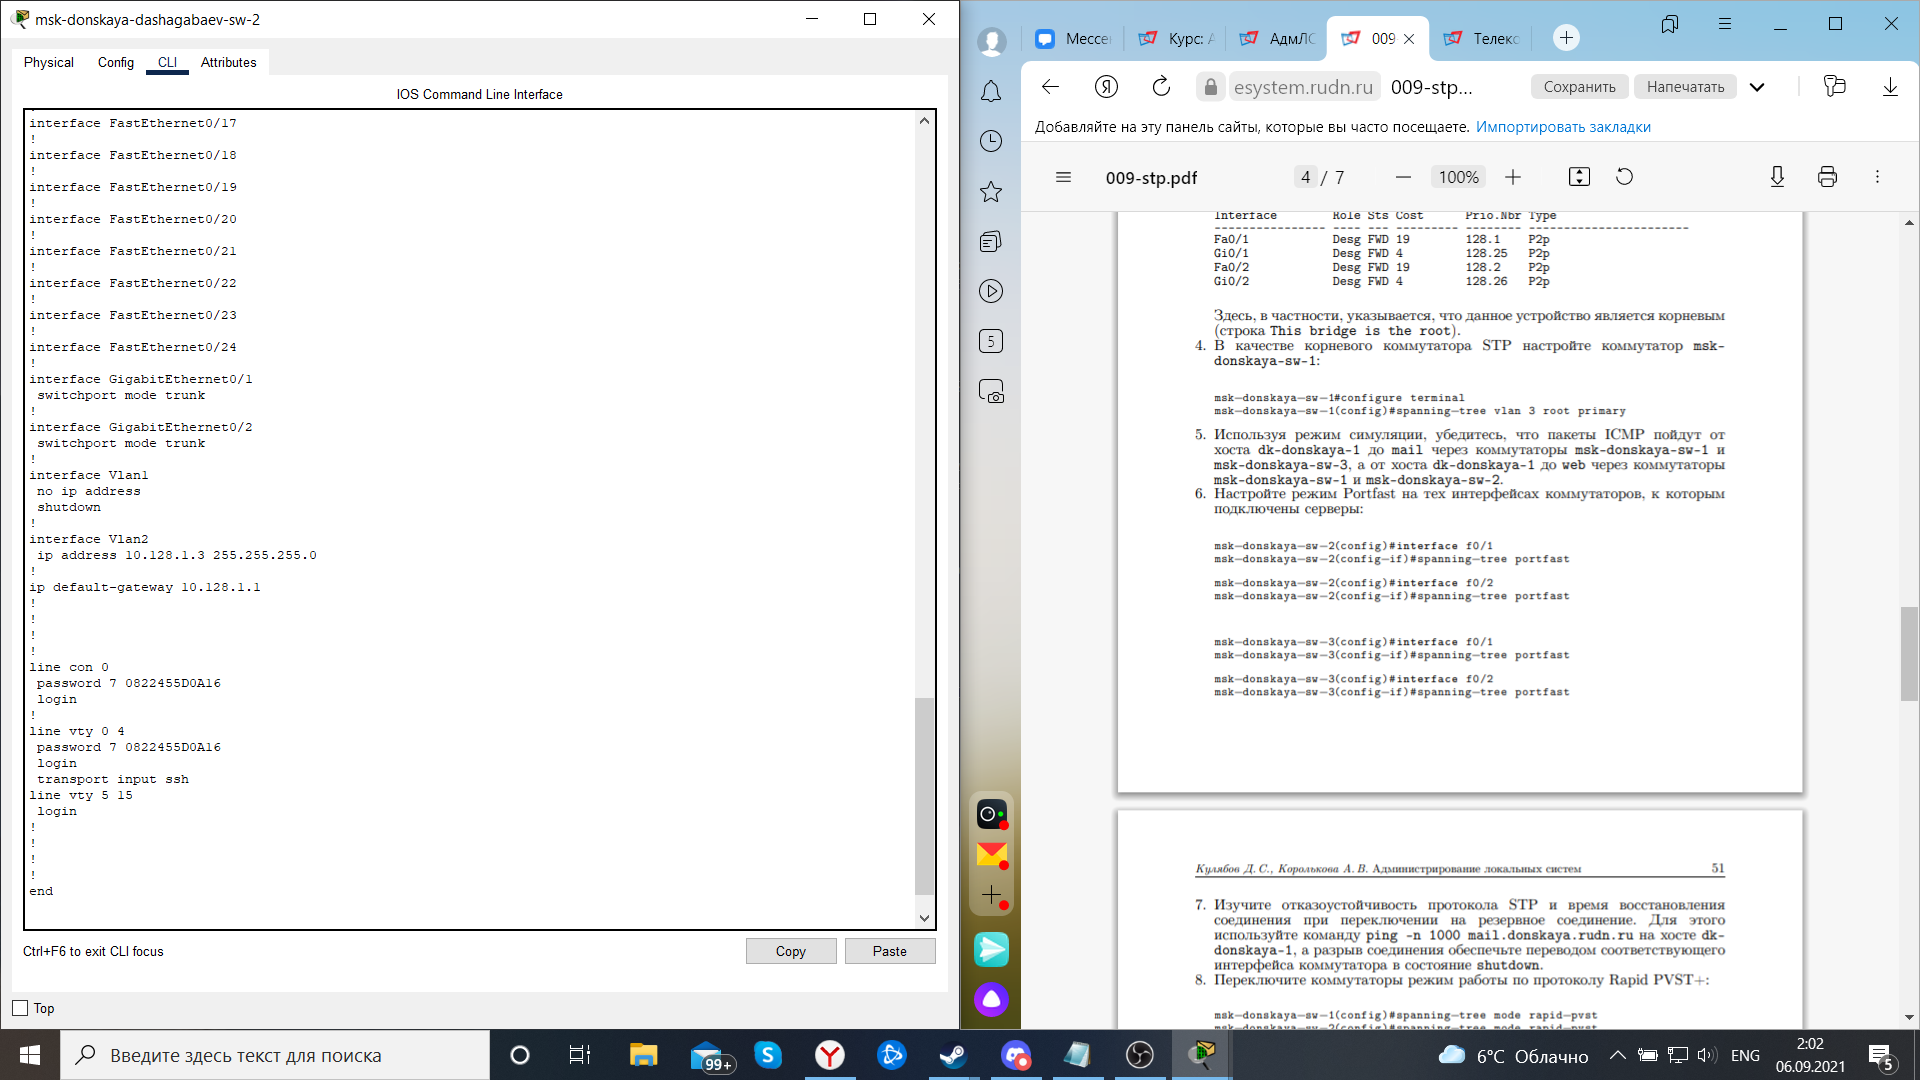 msk-donskaya-dashagabaev-sw-2
Physical
Config
CLI
Attributes
IOS Command Line Interface
!
interface FastEthernet0/17
!
interface FastEthernet0/18
!
interface FastEthernet0/19
!
interface FastEthernet0/20
!
interface FastEthernet0/21
!
interface FastEthernet0/22
!
interface FastEthernet0/23
!
interface FastEthernet0/24
!
interface GigabitEthernet0/1
switchport mode trunk
!
interface GigabitEthernet0/2
switchport mode trunk
!
interface Vlan1
no ip address
shutdown
!
interface Vlan2
ip address 10.128.1.3 255.255.255.0
!
ip default-gateway 10.128.1.1
!
!
!
!
line con 0
password 7 0822455D0A16
login
!
line vty 0 4
password 7 0822455D0A16
login
transport input ssh
line vty 5 15
login
!
!
!
!
end
Ctrl+F6 to exit CLI focus
Copy
Paste
Top
Мессе
Курс: А
АдмЛС
009
Телеко
esystem.rudn.ru
009-stp...
Сохранить
Напечатать
Добавляйте на эту панель сайты, которые вы часто посещаете. Импортировать закладки
009-stp.pdf
4 / 7
100%
5
Interface Role Sts Cost Prio.Nbr Type
---------------- ---- --- --------- -------- -----------------------
Fa0/1 Desg FWD 19 128.1 P2p
Gi0/1 Desg FWD 4 128.25 P2p
Fa0/2 Desg FWD 19 128.2 P2p
Gi0/2 Desg FWD 4 128.26 P2p
Здесь, в частности, указывается, что данное устройство является корневым
(строка This bridge is the root).
4. В качестве корневого коммутатора STP настройте коммутатор msk-
donskaya-sw-1:
msk-donskaya-sw-1#configure terminal
msk-donskaya-sw-1(config)#spanning-tree vlan 3 root primary
5. Используя режим симуляции, убедитесь, что пакеты ICMP пойдут от
хоста dk-donskaya-1 до mail через коммутаторы msk-donskaya-sw-1 и
msk-donskaya-sw-3, а от хоста dk-donskaya-1 до web через коммутаторы
msk-donskaya-sw-1 и msk-donskaya-sw-2.
6. Настройте режим Portfast на тех интерфейсах коммутаторов, к которым
подключены серверы:
msk-donskaya-sw-2(config)#interface f0/1
msk-donskaya-sw-2(config-if)#spanning-tree portfast
msk-donskaya-sw-2(config)#interface f0/2
msk-donskaya-sw-2(config-if)#spanning-tree portfast
msk-donskaya-sw-3(config)#interface f0/1
msk-donskaya-sw-3(config-if)#spanning-tree portfast
msk-donskaya-sw-3(config)#interface f0/2
msk-donskaya-sw-3(config-if)#spanning-tree portfast
Кулябов Д. С., Королькова А. В. Администрирование локальных систем 51
7. Изучите отказоустойчивость протокола STP и время восстановления
соединения при переключении на резервное соединение. Для этого
используйте команду ping -n 1000 mail.donskaya.rudn.ru на хосте dk-
donskaya-1, а разрыв соединения обеспечьте переводом соответствующего
интерфейса коммутатора в состояние shutdown.
8. Переключите коммутаторы режим работы по протоколу Rapid PVST+:
msk-donskaya-sw-1(config)#spanning-tree mode rapid-pvst
msk-donskaya-sw-2(config)#spanning-tree mode rapid-pvst
Введите здесь текст для поиска
99+
6°C Облачно
ENG
2:02
06.09.2021
5